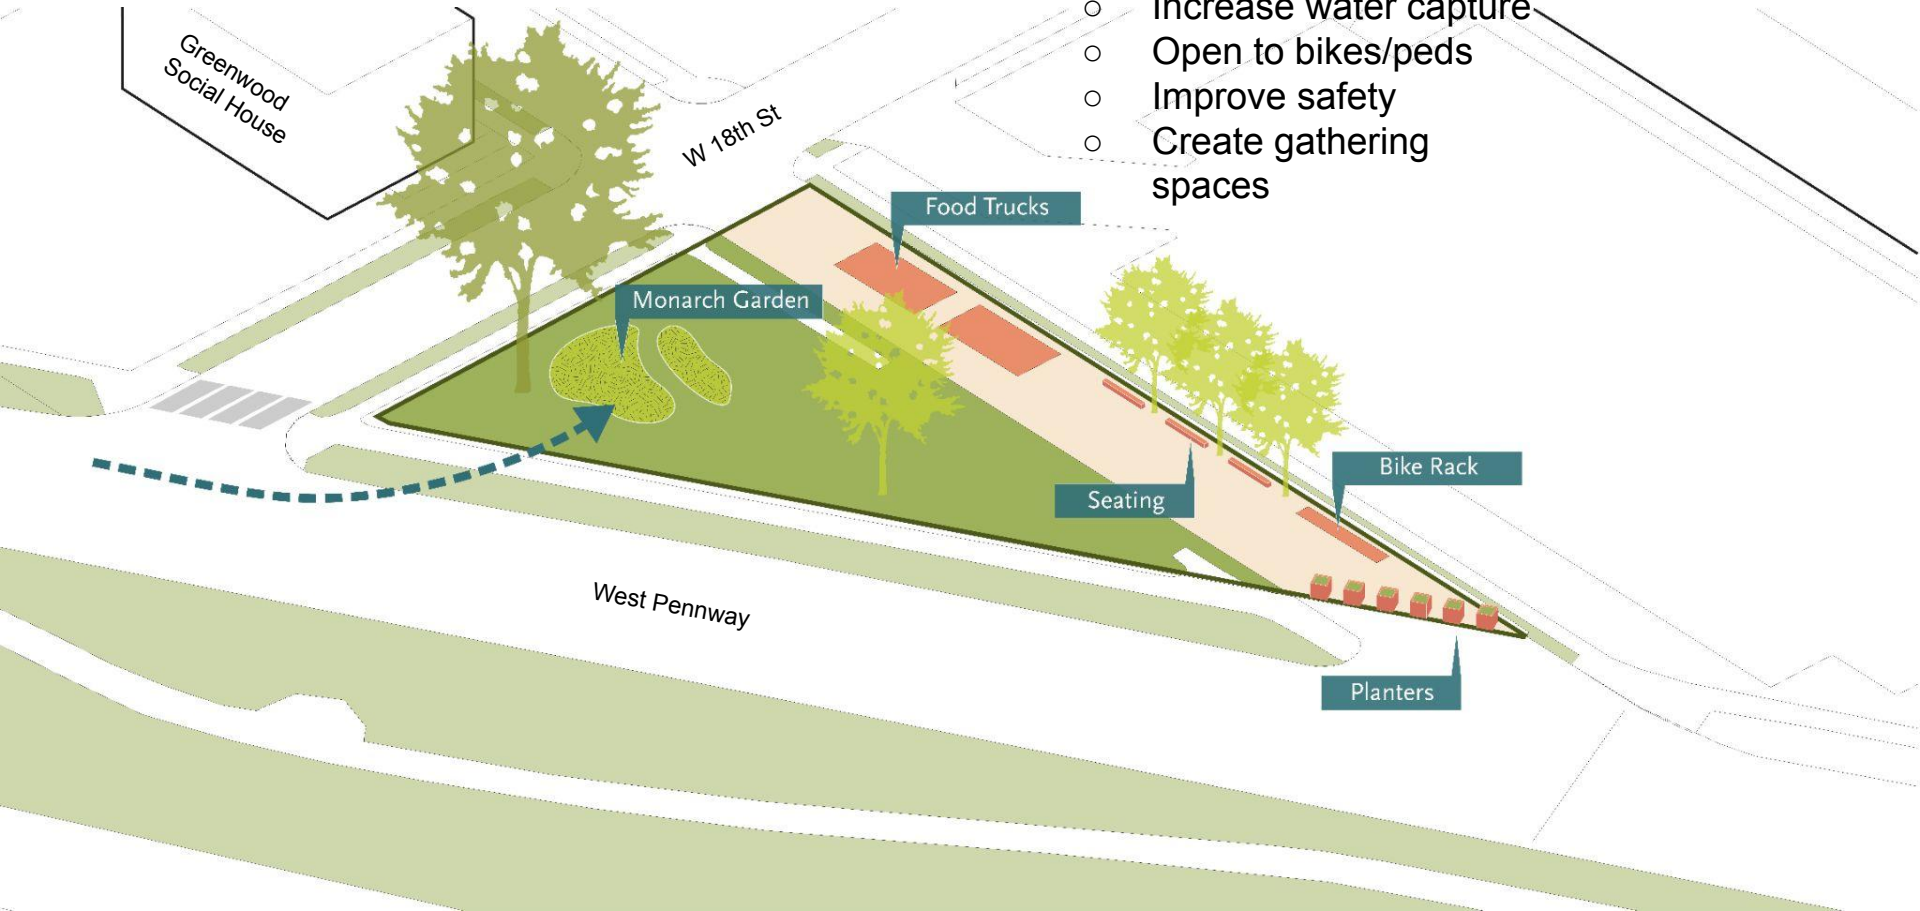 Increase water capture
○ Open to bikes/peds
○ Improve safety
○ Create gathering
spaces
Greenwood
Social House
W 18th St
Food Trucks
Monarch Garden
Bike Rack
Seating
West Pennway
Planters